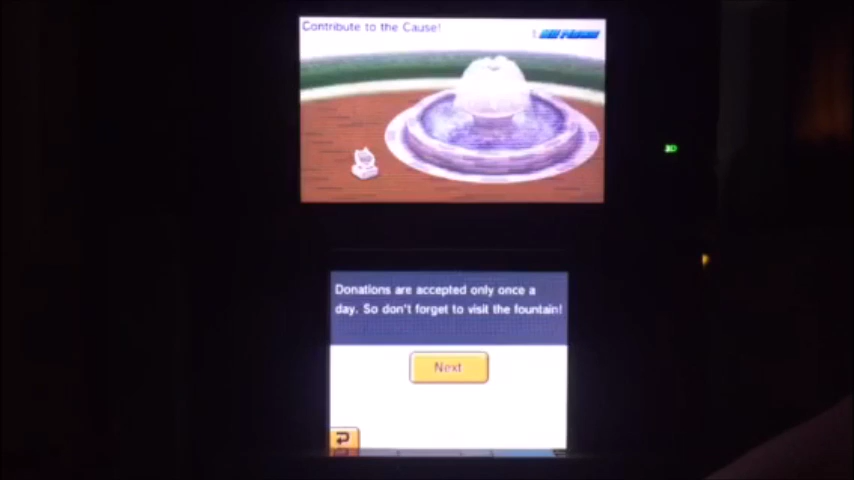 Contribute to the Cause!
Donations are accepted only once a
day. So don't forget to visit the fountain!
Next